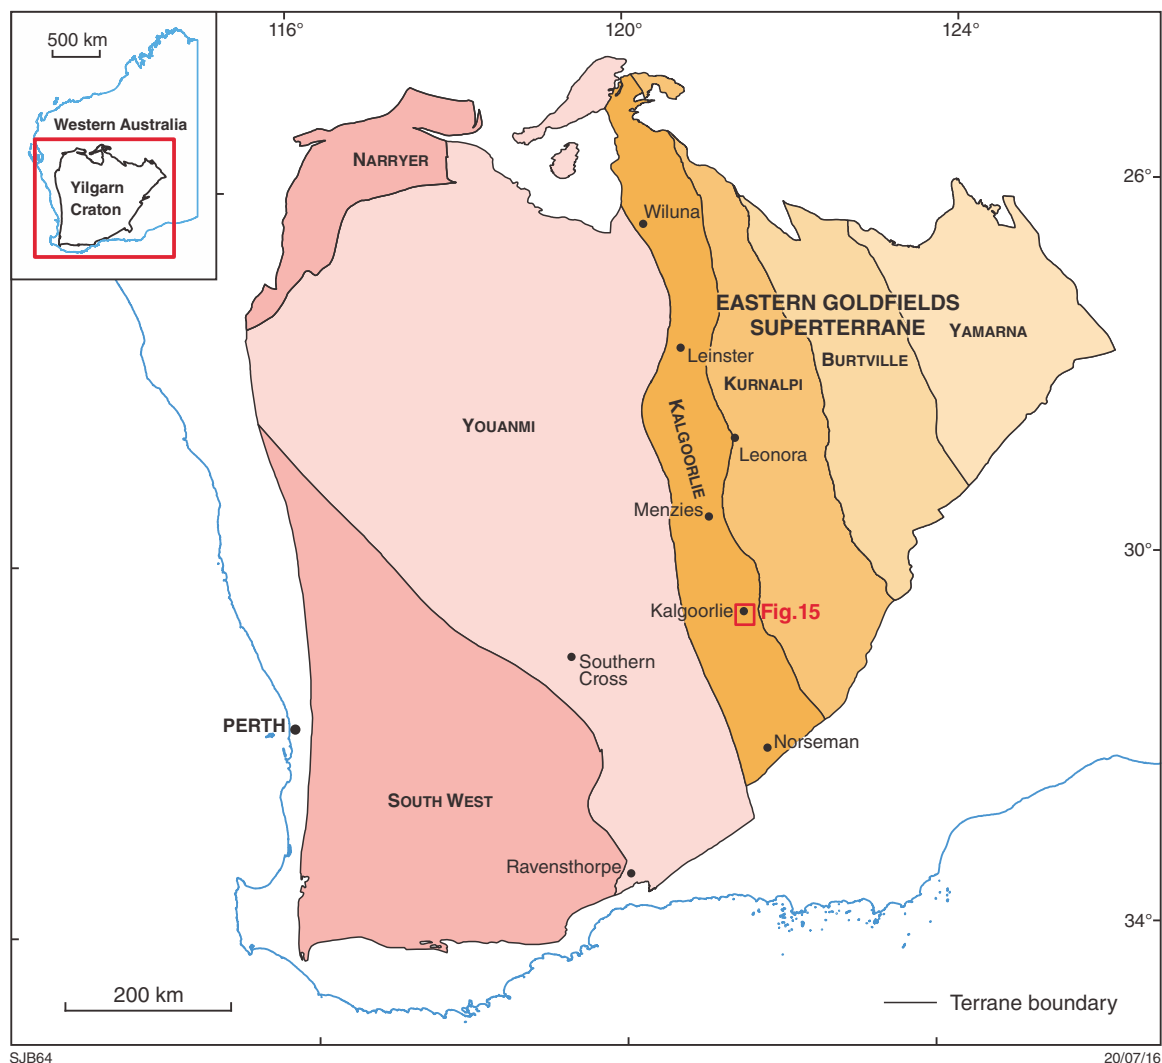 116°
120°
124°
500 km
Western Australia
Yilgarn
Craton
NARRYER
26°
Wiluna
EASTERN GOLDFIELDS
SUPERTERRANE
YAMARNA
Leinster
BURTVILLE
KURNALPI
KALGOORLIE
YOUANMI
Leonora
Menzies
30°
Kalgoorlie
Fig.15
Southern
Cross
PERTH
Norseman
SOUTH WEST
Ravensthorpe
34°
200 km
Terrane boundary
SJB64
20/07/16